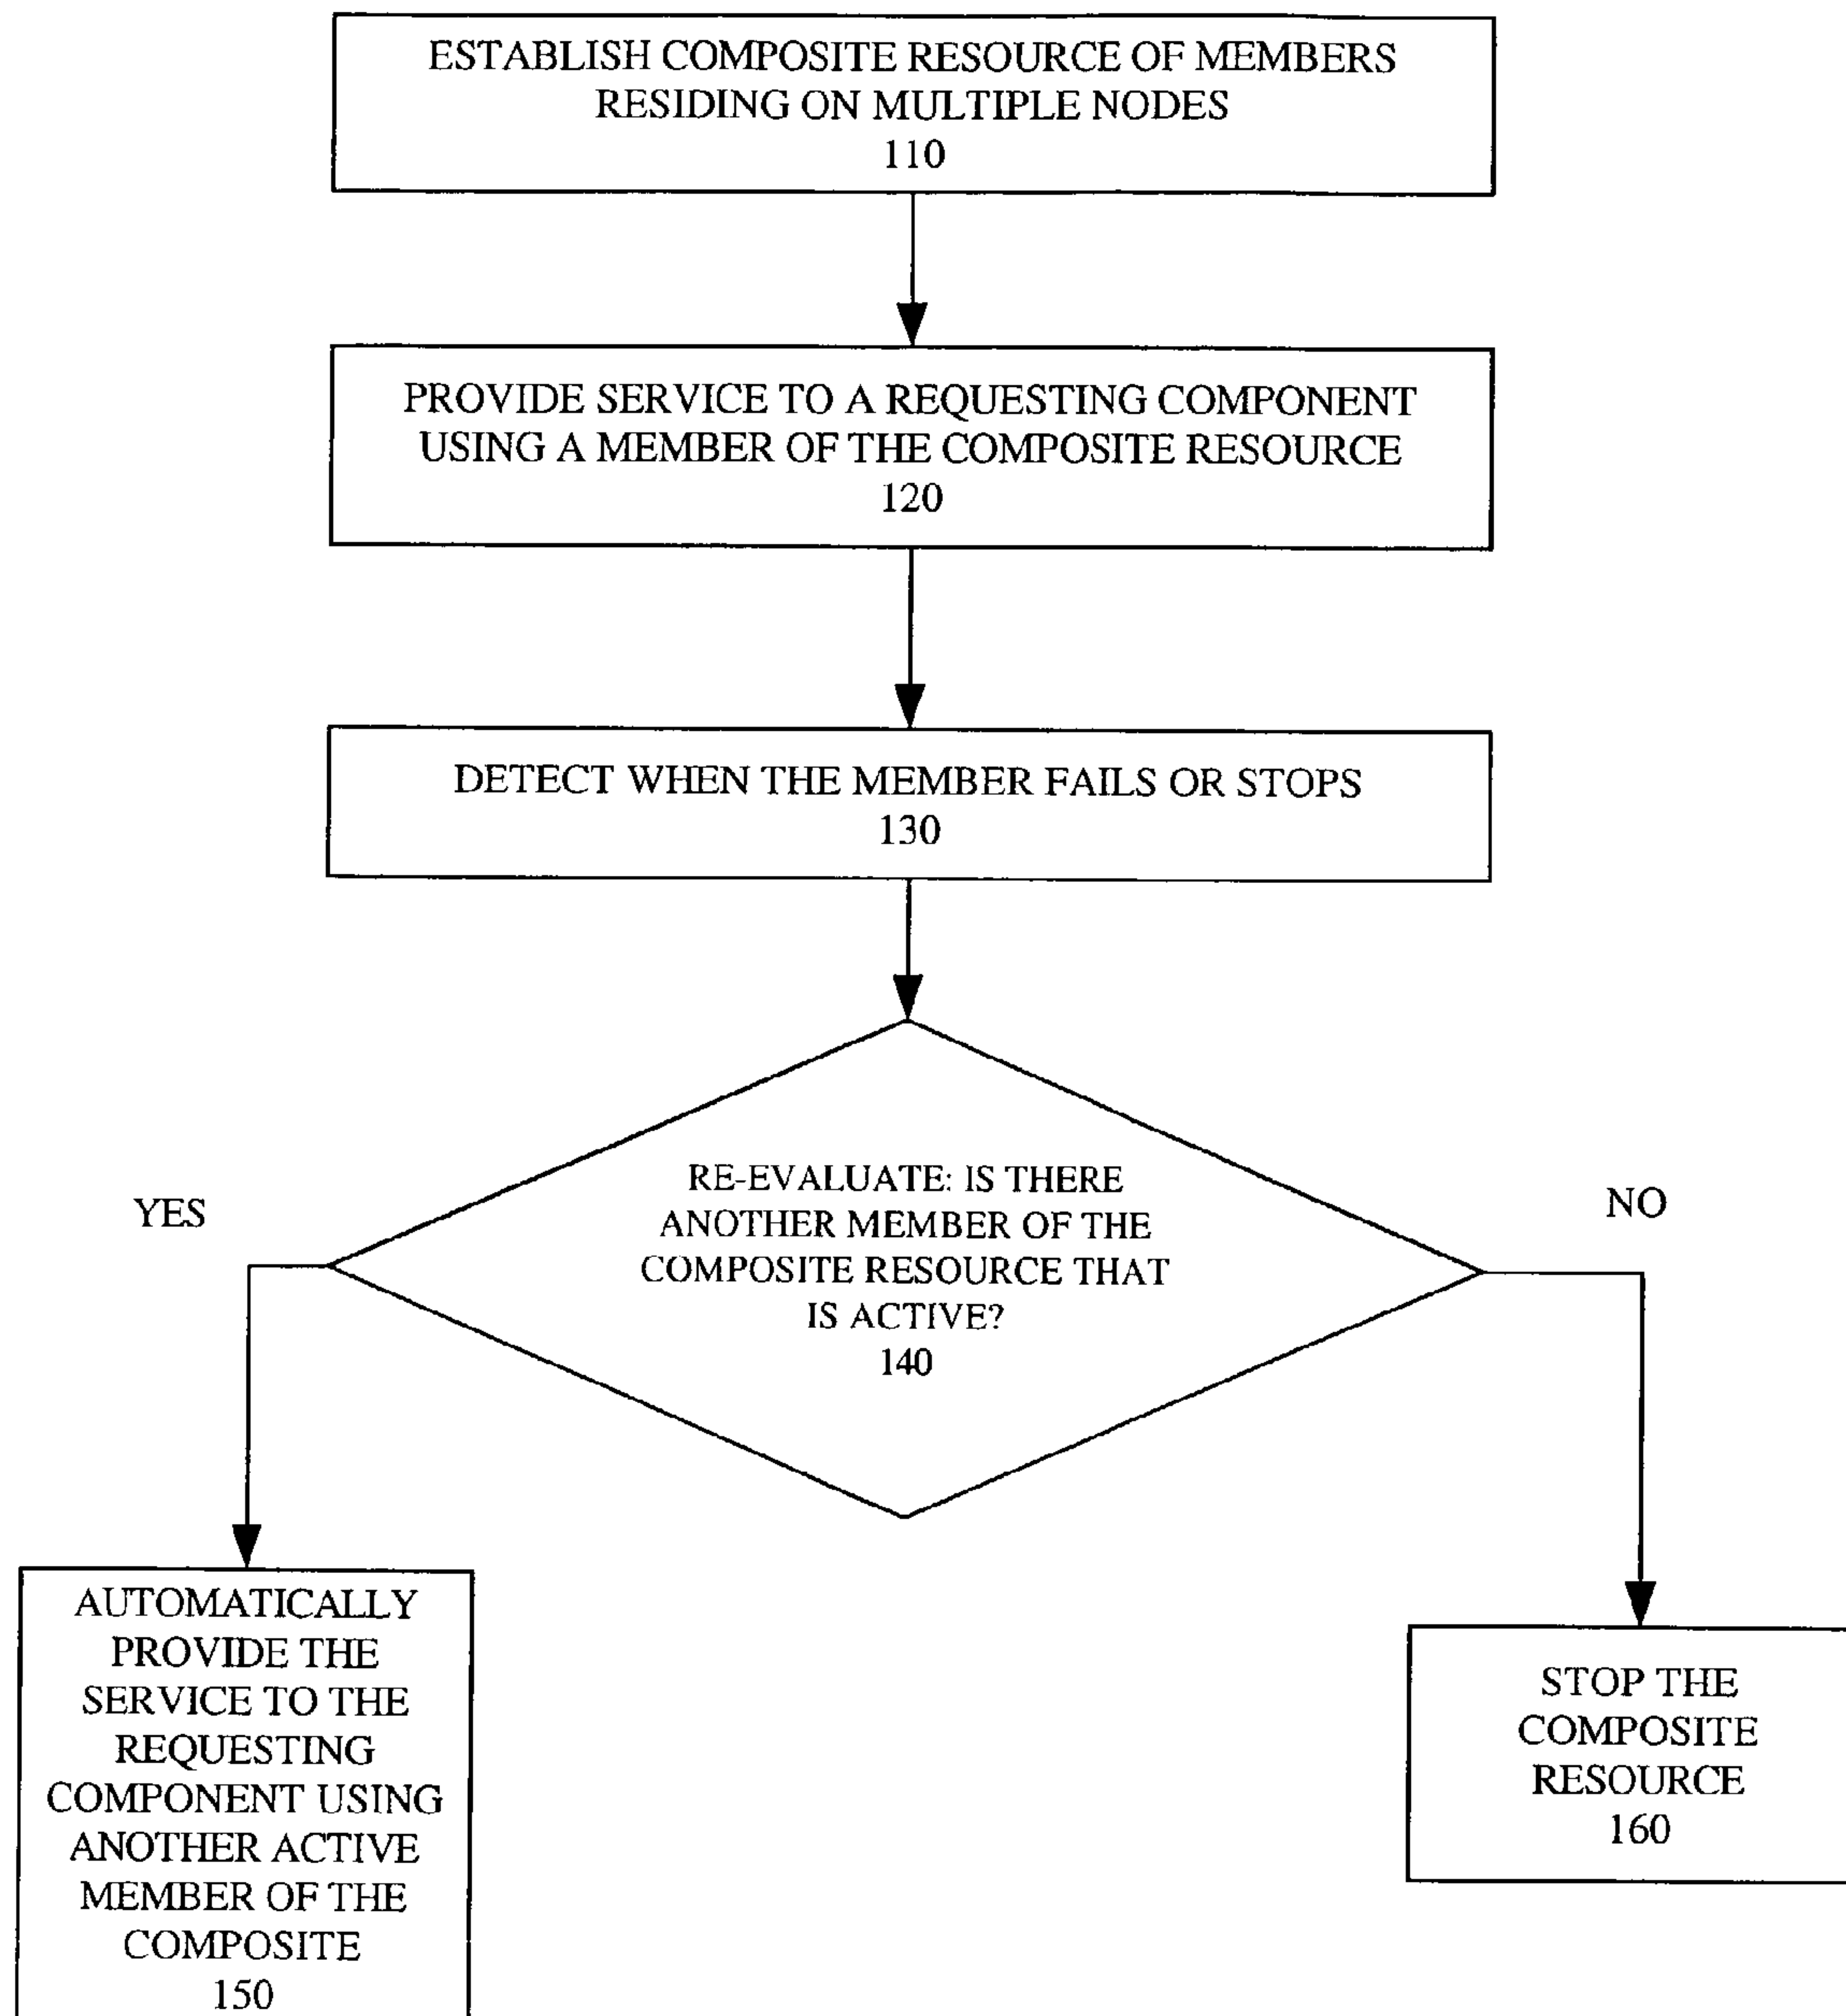 ESTABLISH COMPOSITE RESOURCE OF MEMBERS
RESIDING ON MULTIPLE NODES
110
PROVIDE SERVICE TO A REQUESTING COMPONENT
USING A MEMBER OF THE COMPOSITE RESOURCE
120
DETECT WHEN THE MEMBER FAILS OR STOPS
130
RE-EVALUATE: IS THERE
ANOTHER MEMBER OF THE
COMPOSITE RESOURCE THAT
IS ACTIVE?
140
YES
NO
AUTOMATICALLY
PROVIDE THE
SERVICE TO THE
REQUESTING
COMPONENT USING
ANOTHER ACTIVE
MEMBER OF THE
COMPOSITE
150
STOP THE
COMPOSITE
RESOURCE
160